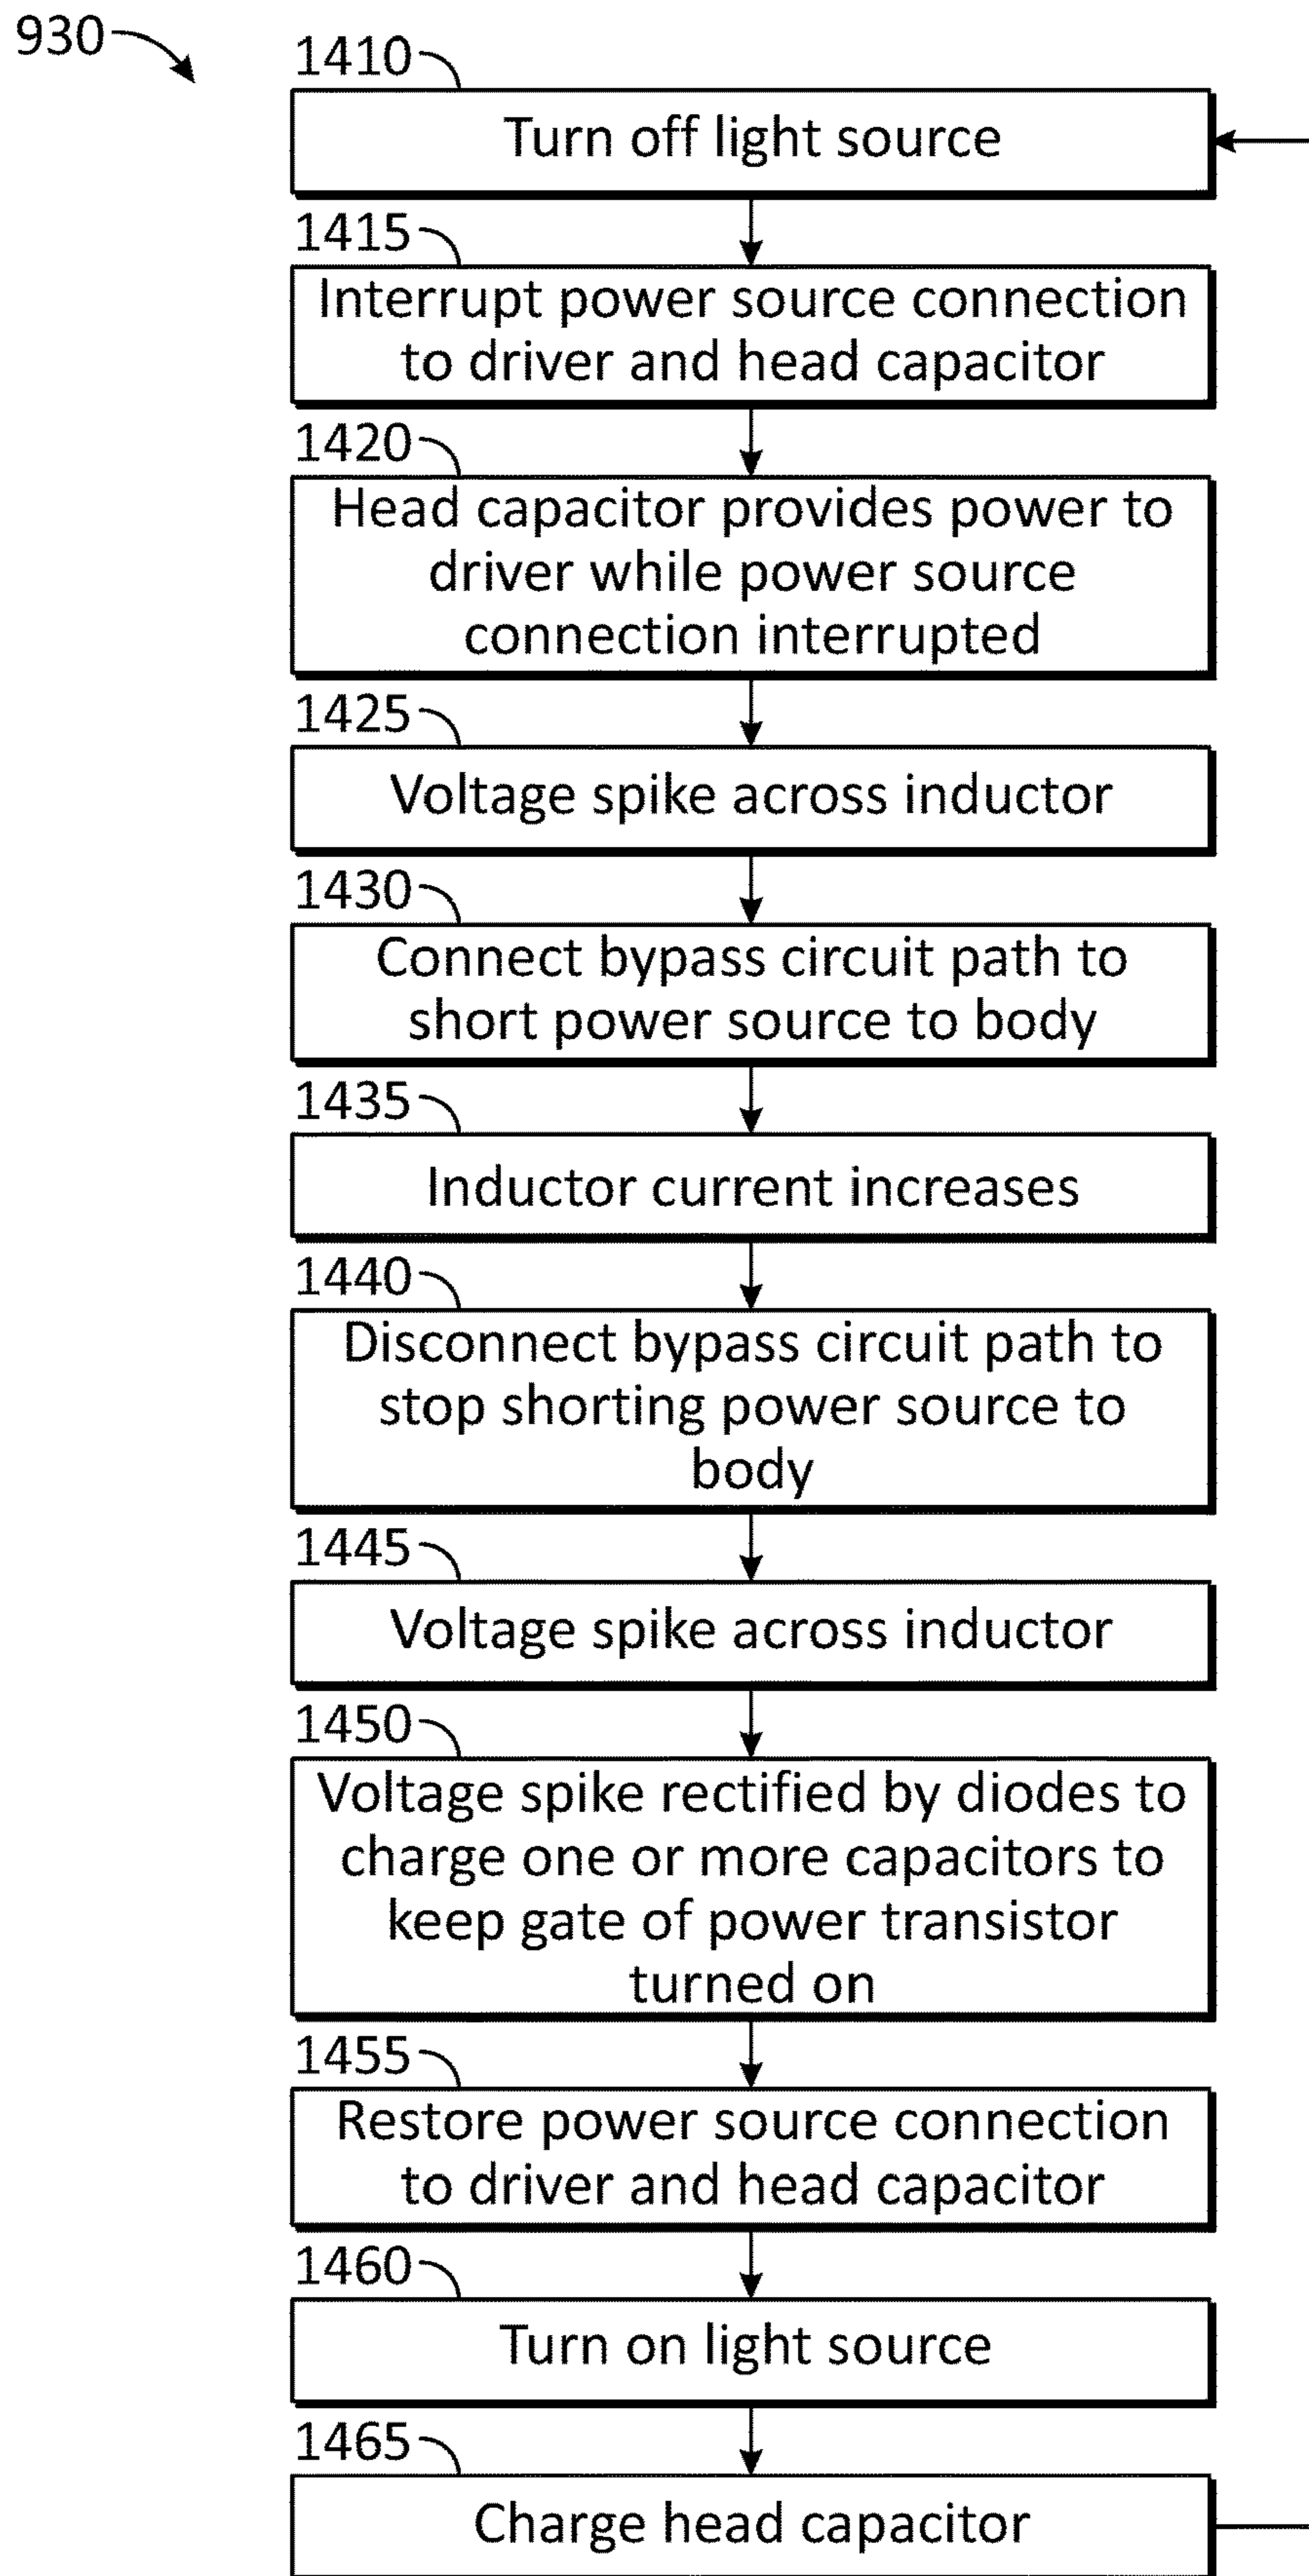 930
1410
Turn off light source
1415
Interrupt power source connection
to driver and head capacitor
1420
Head capacitor provides power to
driver while power source
connection interrupted
1425
Voltage spike across inductor
1430
Connect bypass circuit path to
short power source to body
1435
Inductor current increases
1440
Disconnect bypass circuit path to
stop shorting power source to
body
1445
Voltage spike across inductor
1450
Voltage spike rectified by diodes to
charge one or more capacitors to
keep gate of power transistor
turned on
1455
Restore power source connection
to driver and head capacitor
1460
Turn on light source
1465
Charge head capacitor